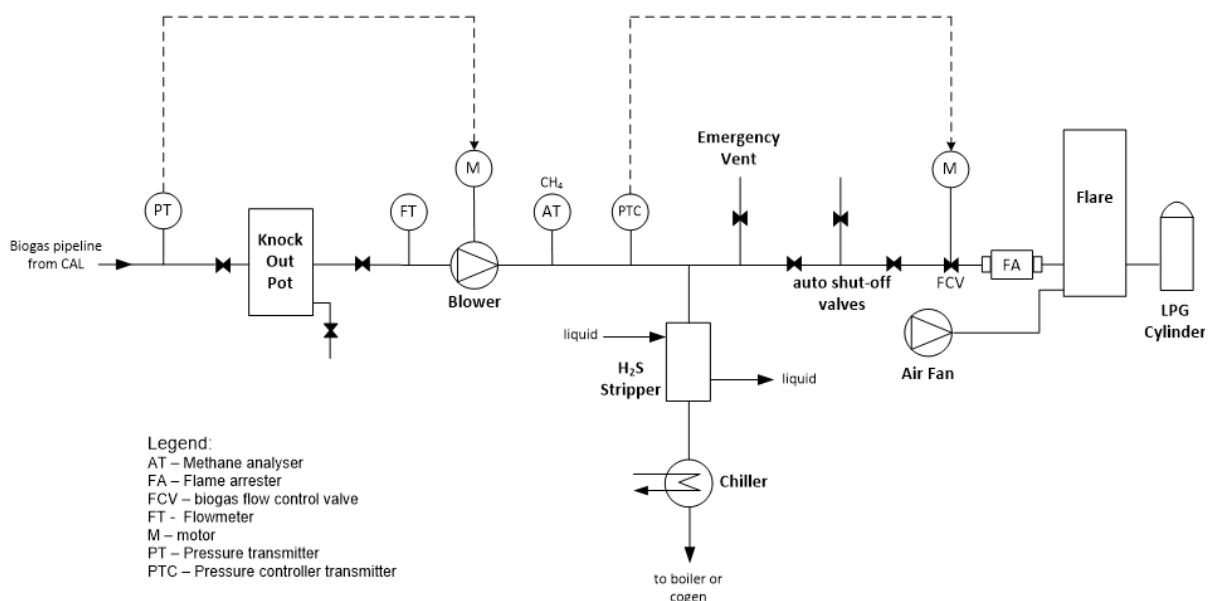 Emergency
Vent
M
M
CH₄
PT
FT
AT
PTC
Flare
Biogas pipeline
from CAL
Knock
Out
Pot
Blower
auto shut-off
valves
FCV
FA
LPG
Cylinder
Air Fan
liquid
H₂S
Stripper
liquid
Chiller
to boiler or
cogen
Legend:
AT – Methane analyser
FA – Flame arrester
FCV – biogas flow control valve
FT - Flowmeter
M – motor
PT – Pressure transmitter
PTC – Pressure controller transmitter